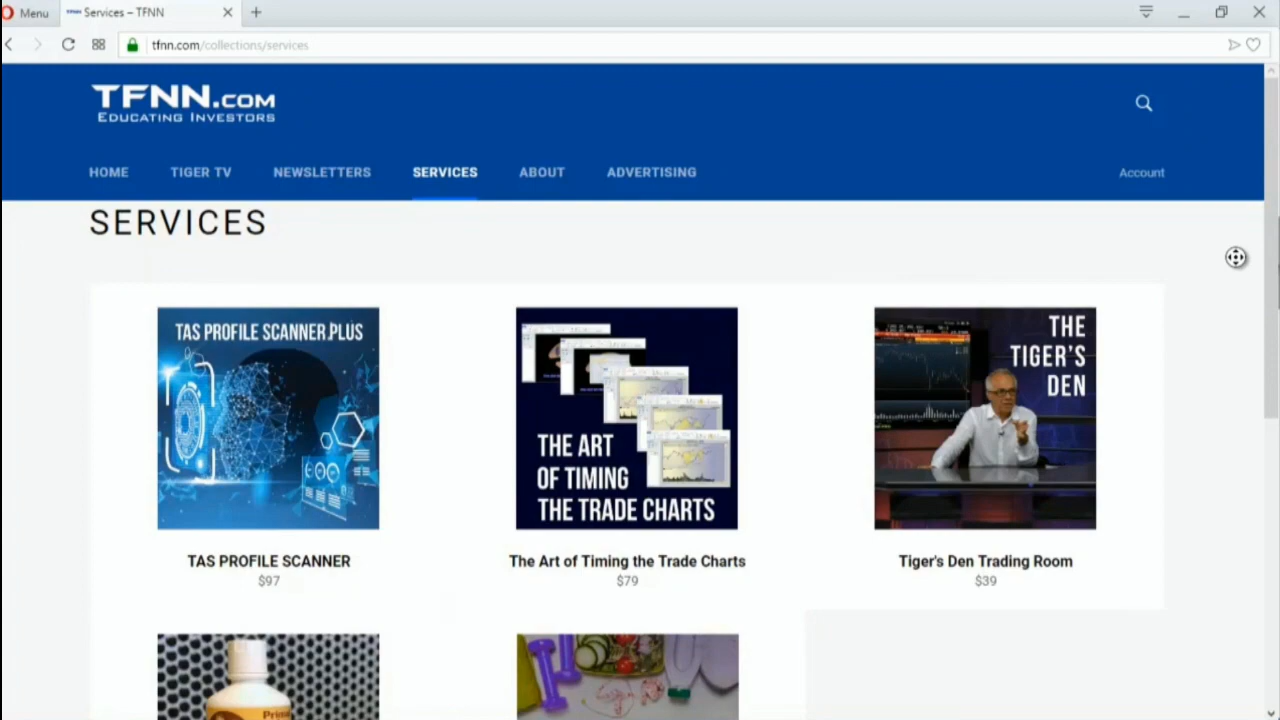 Menu
Services – TFNN
tfnn.com/collections/services
TFNN.COM
EDUCATING INVESTORS
HOME
TIGER TV
NEWSLETTERS
SERVICES
ABOUT
ADVERTISING
Account
SERVICES
TAS PROFILE SCANNER PLUS
THE ART
OF TIMING
THE TRADE CHARTS
THE
TIGER'S
DEN
TAS PROFILE SCANNER
$97
The Art of Timing the Trade Charts
$79
Tiger's Den Trading Room
$39